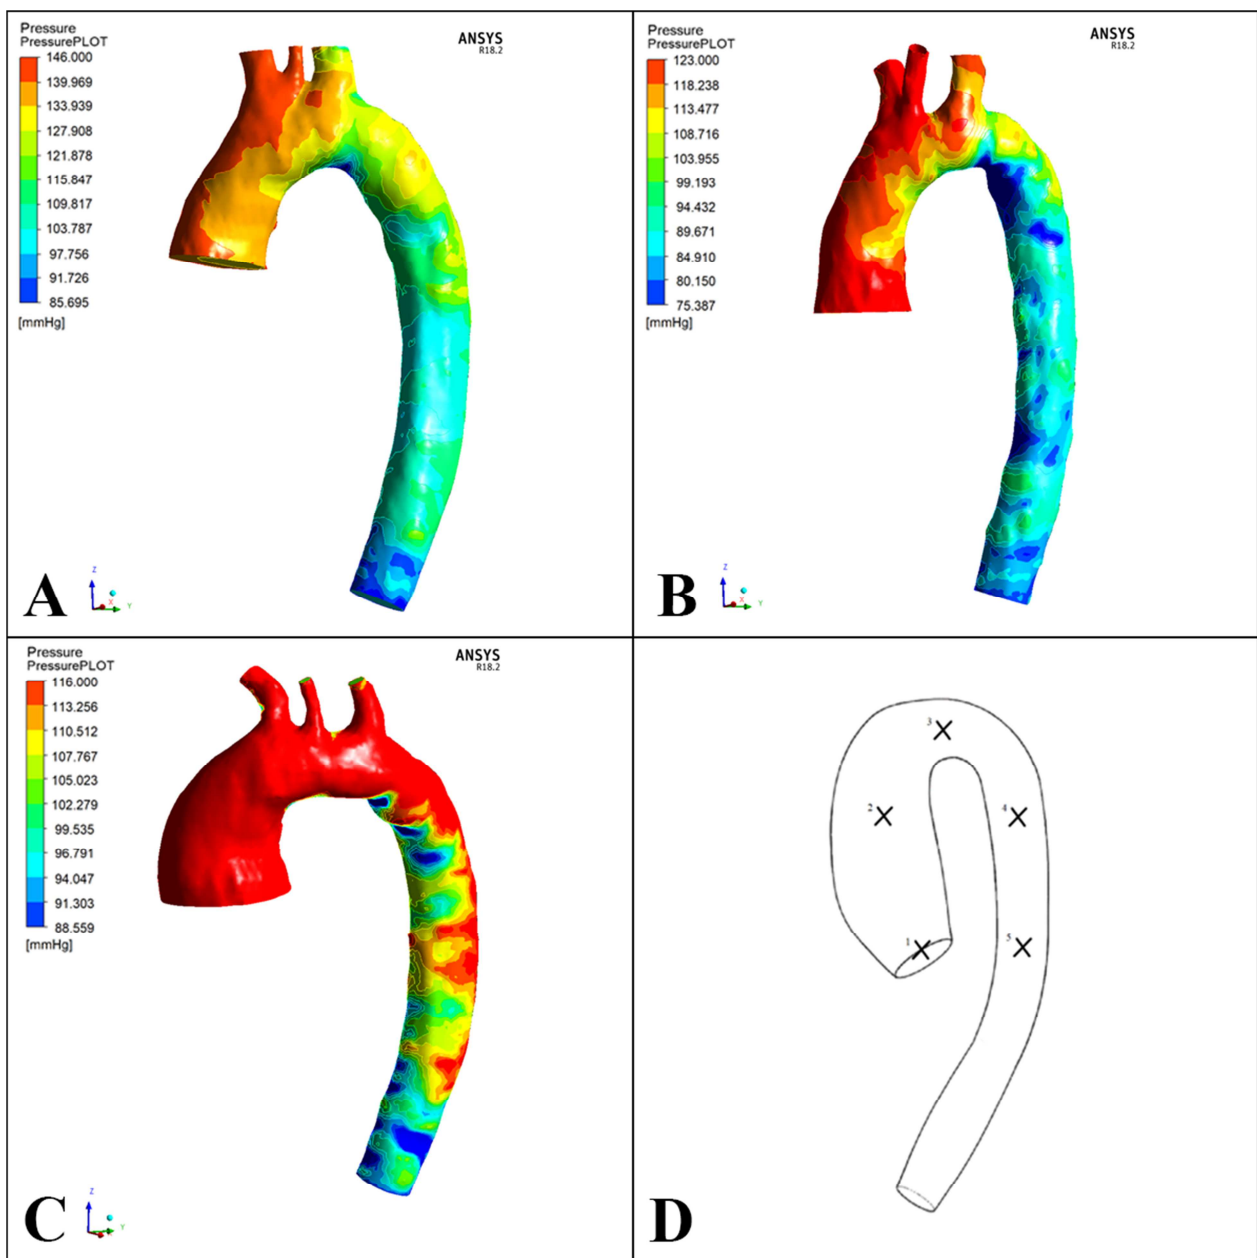 Pressure
PressurePLOT
146.000
139.969
133.939
127.908
121.878
115.847
109.817
103.787
97.756
91.726
85.695
[mmHg]
ANSYS
R18.2
Z
X
Y
A
Pressure
PressurePLOT
123.000
118.238
113.477
108.716
103.955
99.193
94.432
89.671
84.910
80.150
75.387
[mmHg]
ANSYS
R18.2
Z
X
Y
B
Pressure
PressurePLOT
116.000
113.256
110.512
107.767
105.023
102.279
99.535
96.791
94.047
91.303
88.559
[mmHg]
ANSYS
R18.2
Z
Y
C
3
2
4
1
5
D